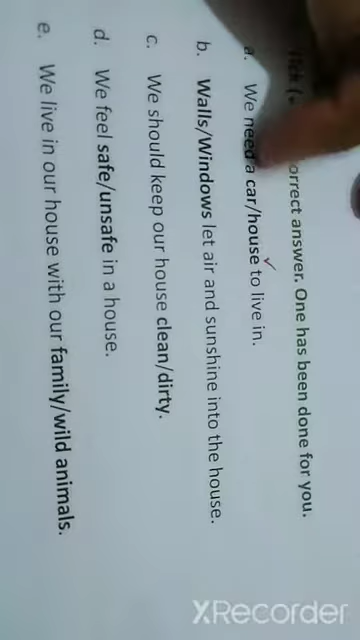 Tick ( correct answer. One has been done for you.
a. We need a car/house ✓ to live in.
b. Walls/Windows let air and sunshine into the house.
c. We should keep our house clean/dirty.
d. We feel safe/unsafe in a house.
e. We live in our house with our family/wild animals.
XRecorder